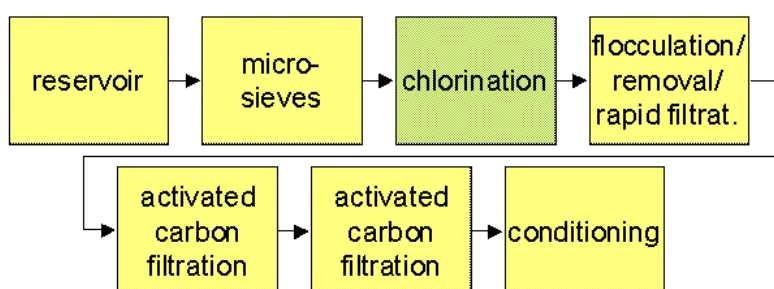 reservoir
micro-
sieves
chlorination
flocculation/
removal/
rapid filtrat.
activated
carbon
filtration
activated
carbon
filtration
conditioning